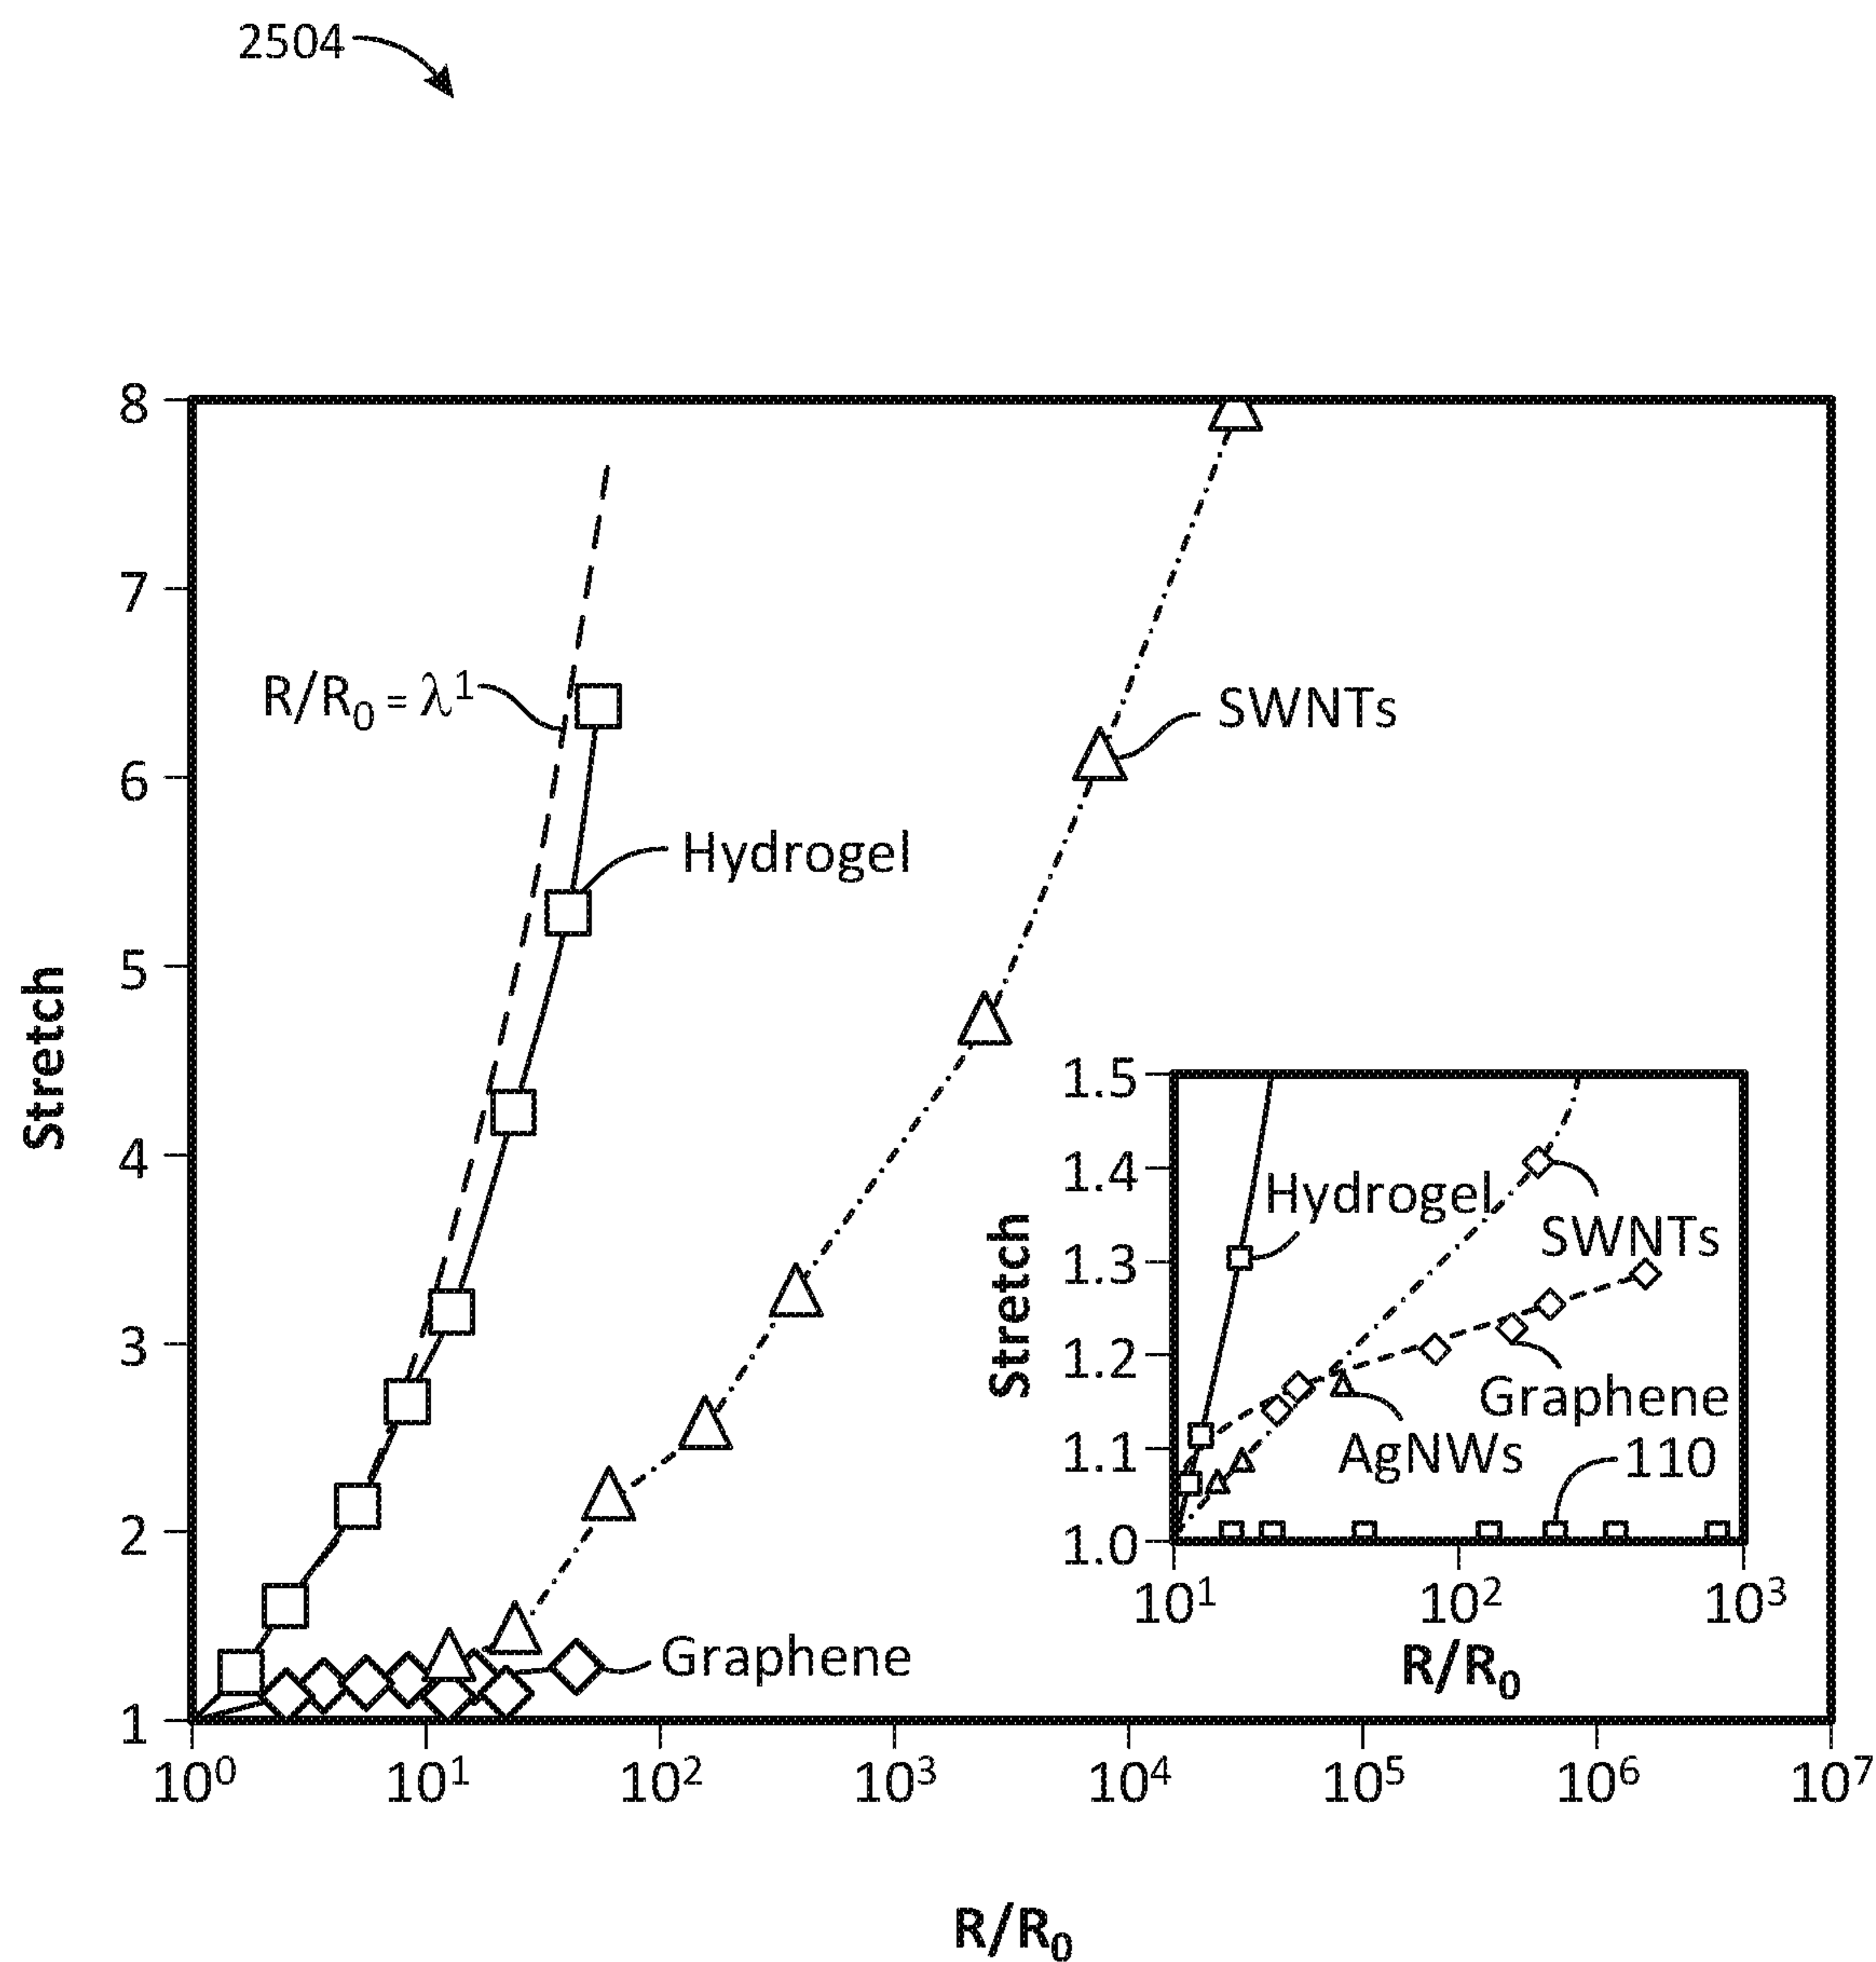 2504
8
7
R/R₀ = λ¹
SWNTs
6
Hydrogel
5
Stretch
4
3
2
1
Graphene
10⁰ 10¹ 10² 10³ 10⁴ 10⁵ 10⁶ 10⁷
R/R₀
1.5
1.4
Hydrogel
SWNTs
1.3
Stretch
1.2
Graphene
1.1
AgNWs
110
1.0
10¹ 10² 10³
R/R₀